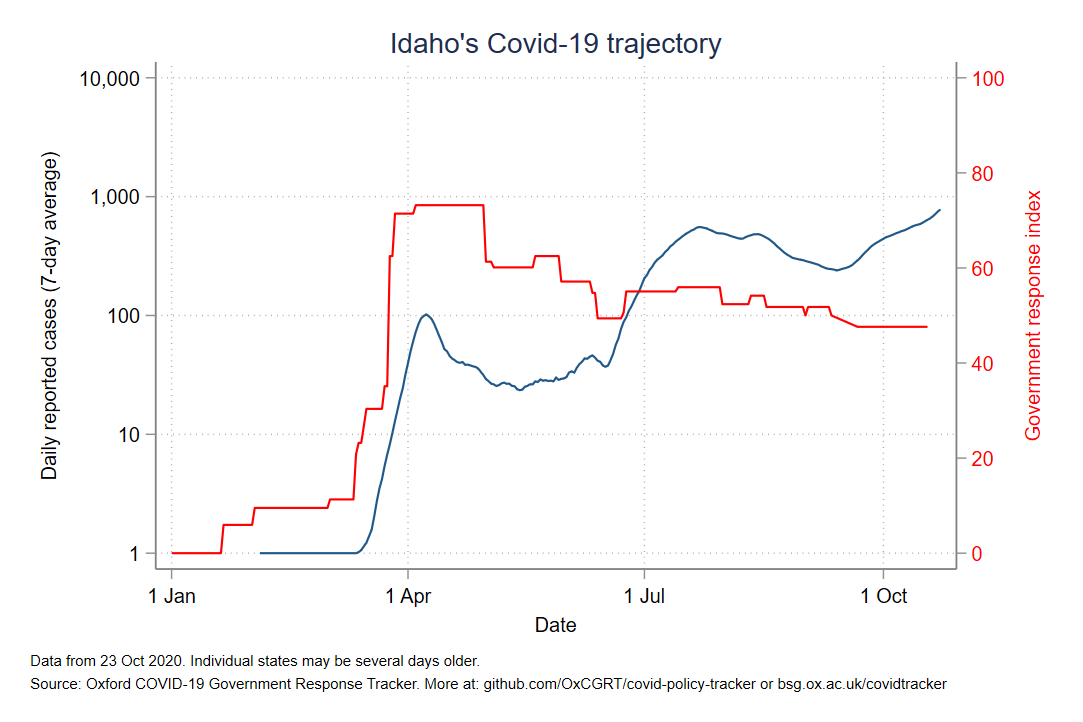 Idaho's Covid-19 trajectory
Daily reported cases (7-day average)
10,000
1,000
100
10
1
100
80
60
40
20
0
Government response index
1 Jan
1 Apr
1 Jul
1 Oct
Date
Data from 23 Oct 2020. Individual states may be several days older.
Source: Oxford COVID-19 Government Response Tracker. More at: github.com/OxCGRT/covid-policy-tracker or bsg.ox.ac.uk/covidtracker